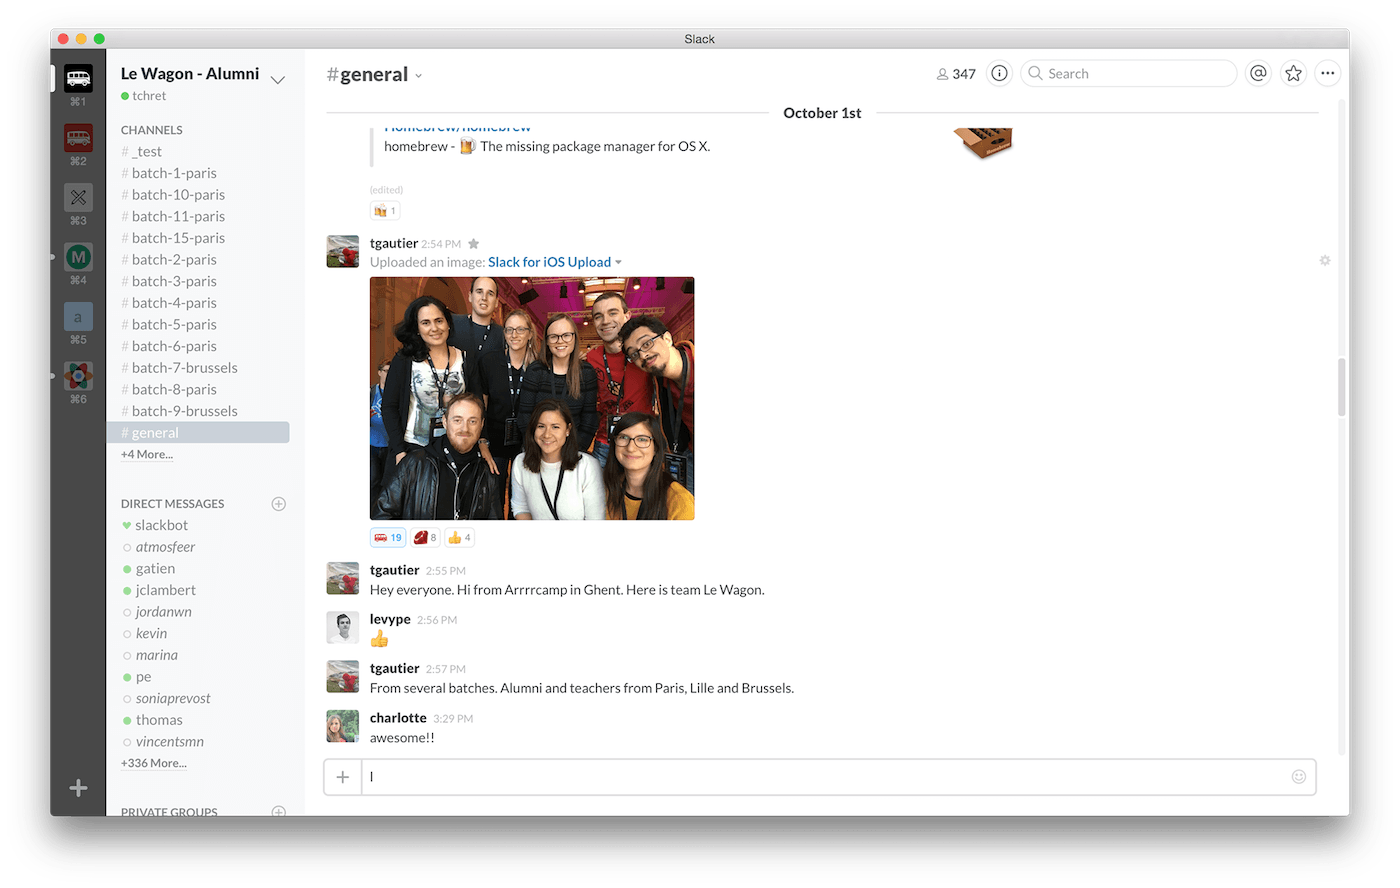 Slack
⌘1
⌘2
⌘3
M
⌘4
a
⌘5
⌘6
Le Wagon - Alumni
tchret
CHANNELS
# _test
# batch-1-paris
# batch-10-paris
# batch-11-paris
# batch-15-paris
# batch-2-paris
# batch-3-paris
# batch-4-paris
# batch-5-paris
# batch-6-paris
# batch-7-brussels
# batch-8-paris
# batch-9-brussels
# general
+4 More...
DIRECT MESSAGES
slackbot
atmosfeer
gatien
jclambert
jordanwn
kevin
marina
pe
soniaprevost
thomas
vincentsmn
+336 More...
PRIVATE GROUPS
#general
347
Search
@
October 1st
Homebrew/homebrew
homebrew - 🍺 The missing package manager for OS X.
(edited)
1
tgautier 2:54 PM
Uploaded an image: Slack for iOS Upload
19 8 4
tgautier 2:55 PM
Hey everyone. Hi from Arrrrcamp in Ghent. Here is team Le Wagon.
levype 2:56 PM
👍
tgautier 2:57 PM
From several batches. Alumni and teachers from Paris, Lille and Brussels.
charlotte 3:29 PM
awesome!!